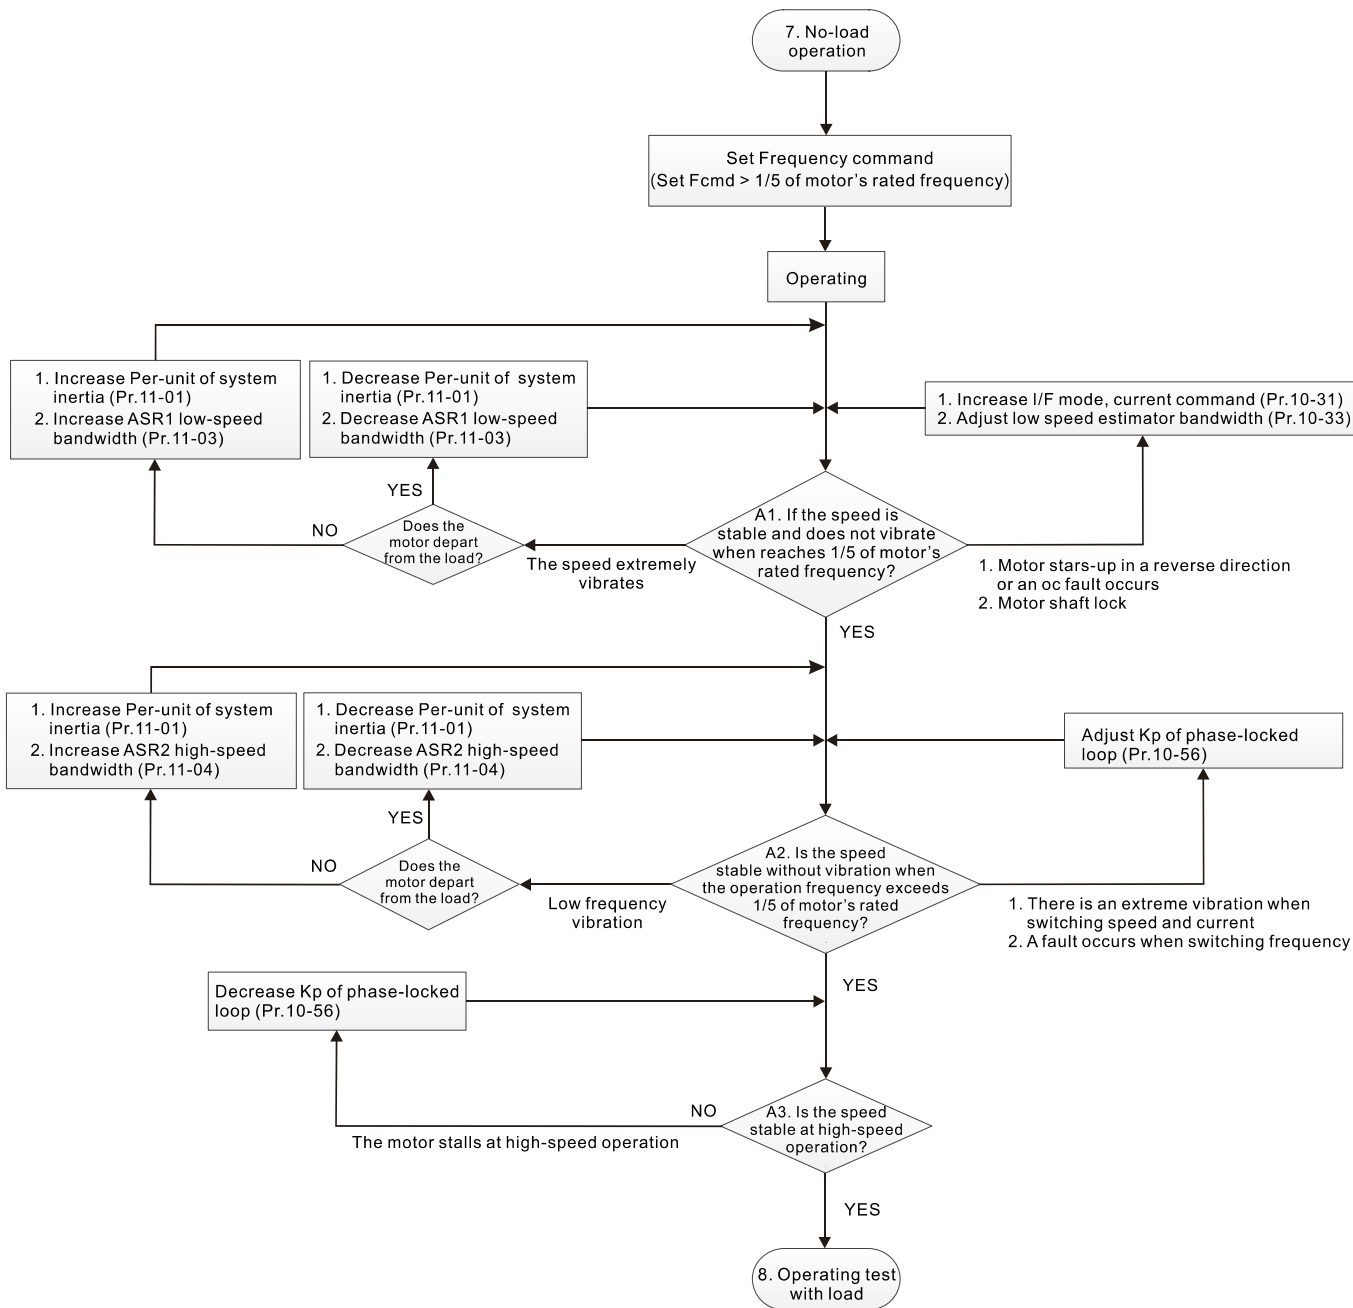 7. No-load
operation
Set Frequency command
(Set Fcmd > 1/5 of motor's rated frequency)
Operating
1. Increase Per-unit of system
inertia (Pr.11-01)
2. Increase ASR1 low-speed
bandwidth (Pr.11-03)
1. Decrease Per-unit of system
inertia (Pr.11-01)
2. Decrease ASR1 low-speed
bandwidth (Pr.11-03)
1. Increase I/F mode, current command (Pr.10-31)
2. Adjust low speed estimator bandwidth (Pr.10-33)
YES
NO
Does the
motor depart
from the load?
The speed extremely
vibrates
A1. If the speed is
stable and does not vibrate
when reaches 1/5 of motor's
rated frequency?
1. Motor stars-up in a reverse direction
or an oc fault occurs
2. Motor shaft lock
YES
1. Increase Per-unit of system
inertia (Pr.11-01)
2. Increase ASR2 high-speed
bandwidth (Pr.11-04)
1. Decrease Per-unit of system
inertia (Pr.11-01)
2. Decrease ASR2 high-speed
bandwidth (Pr.11-04)
Adjust Kp of phase-locked
loop (Pr.10-56)
YES
NO
Does the
motor depart
from the load?
Low frequency
vibration
A2. Is the speed
stable without vibration when
the operation frequency exceeds
1/5 of motor's rated
frequency?
1. There is an extreme vibration when
switching speed and current
2. A fault occurs when switching frequency
YES
Decrease Kp of phase-locked
loop (Pr.10-56)
NO
The motor stalls at high-speed operation
A3. Is the speed
stable at high-speed
operation?
YES
8. Operating test
with load